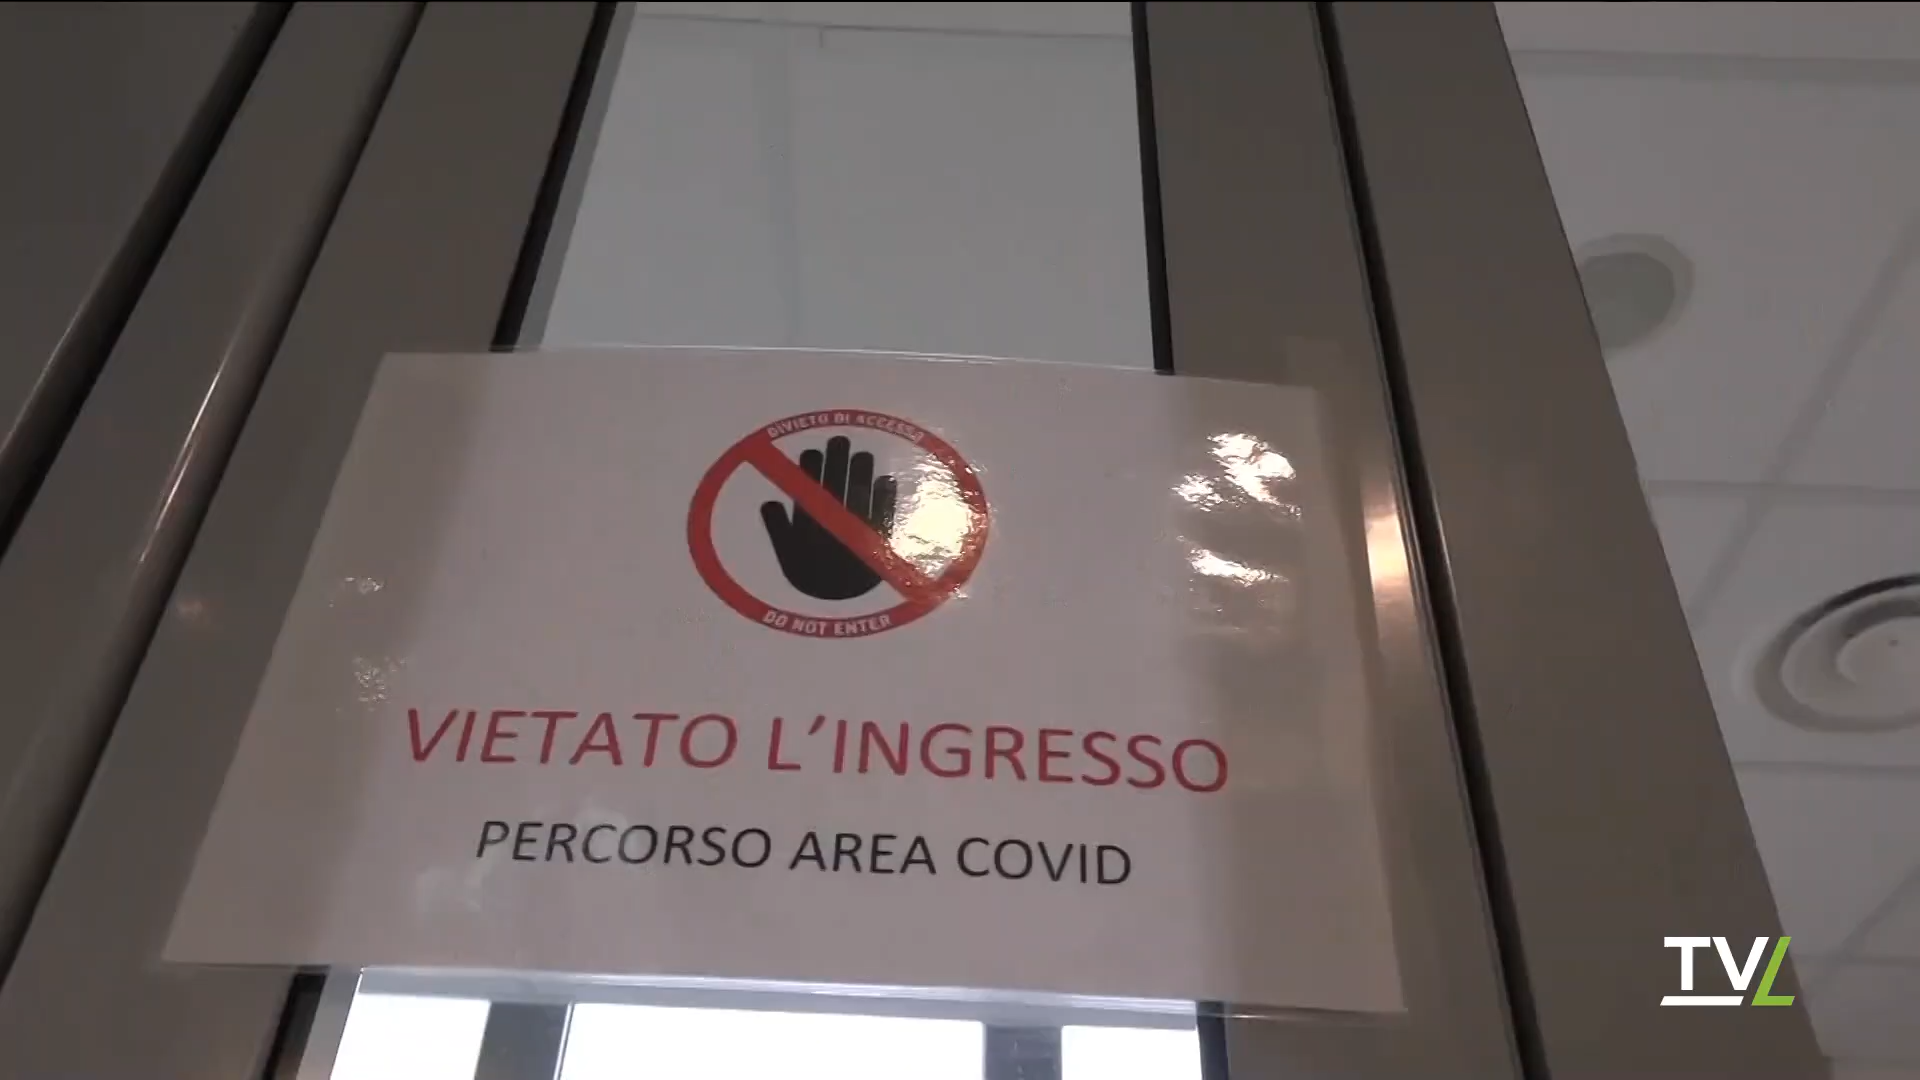 DIVIETO DI ACCESSO
DO NOT ENTER
VIETATO L'INGRESSO
PERCORSO AREA COVID
TVL